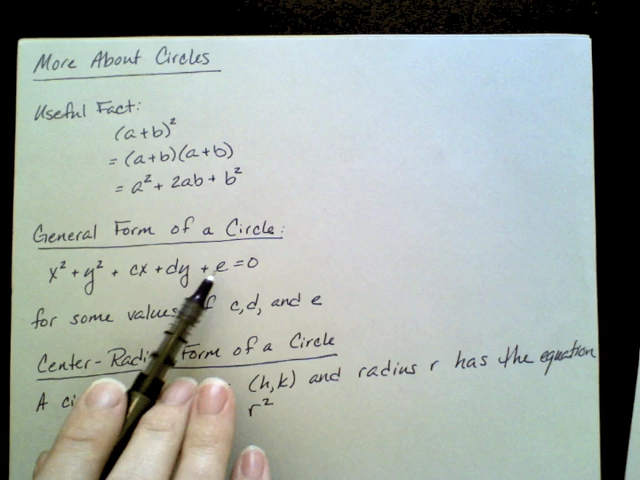 More About Circles
Useful Fact:
(a+b)²
= (a+b)(a+b)
= a² + 2ab + b²
General Form of a Circle:
x² + y² + cx + dy + e = 0
for some values c, d, and e
Center-Radi Form of a Circle
A ci (h,k) and radius r has the equation
r²